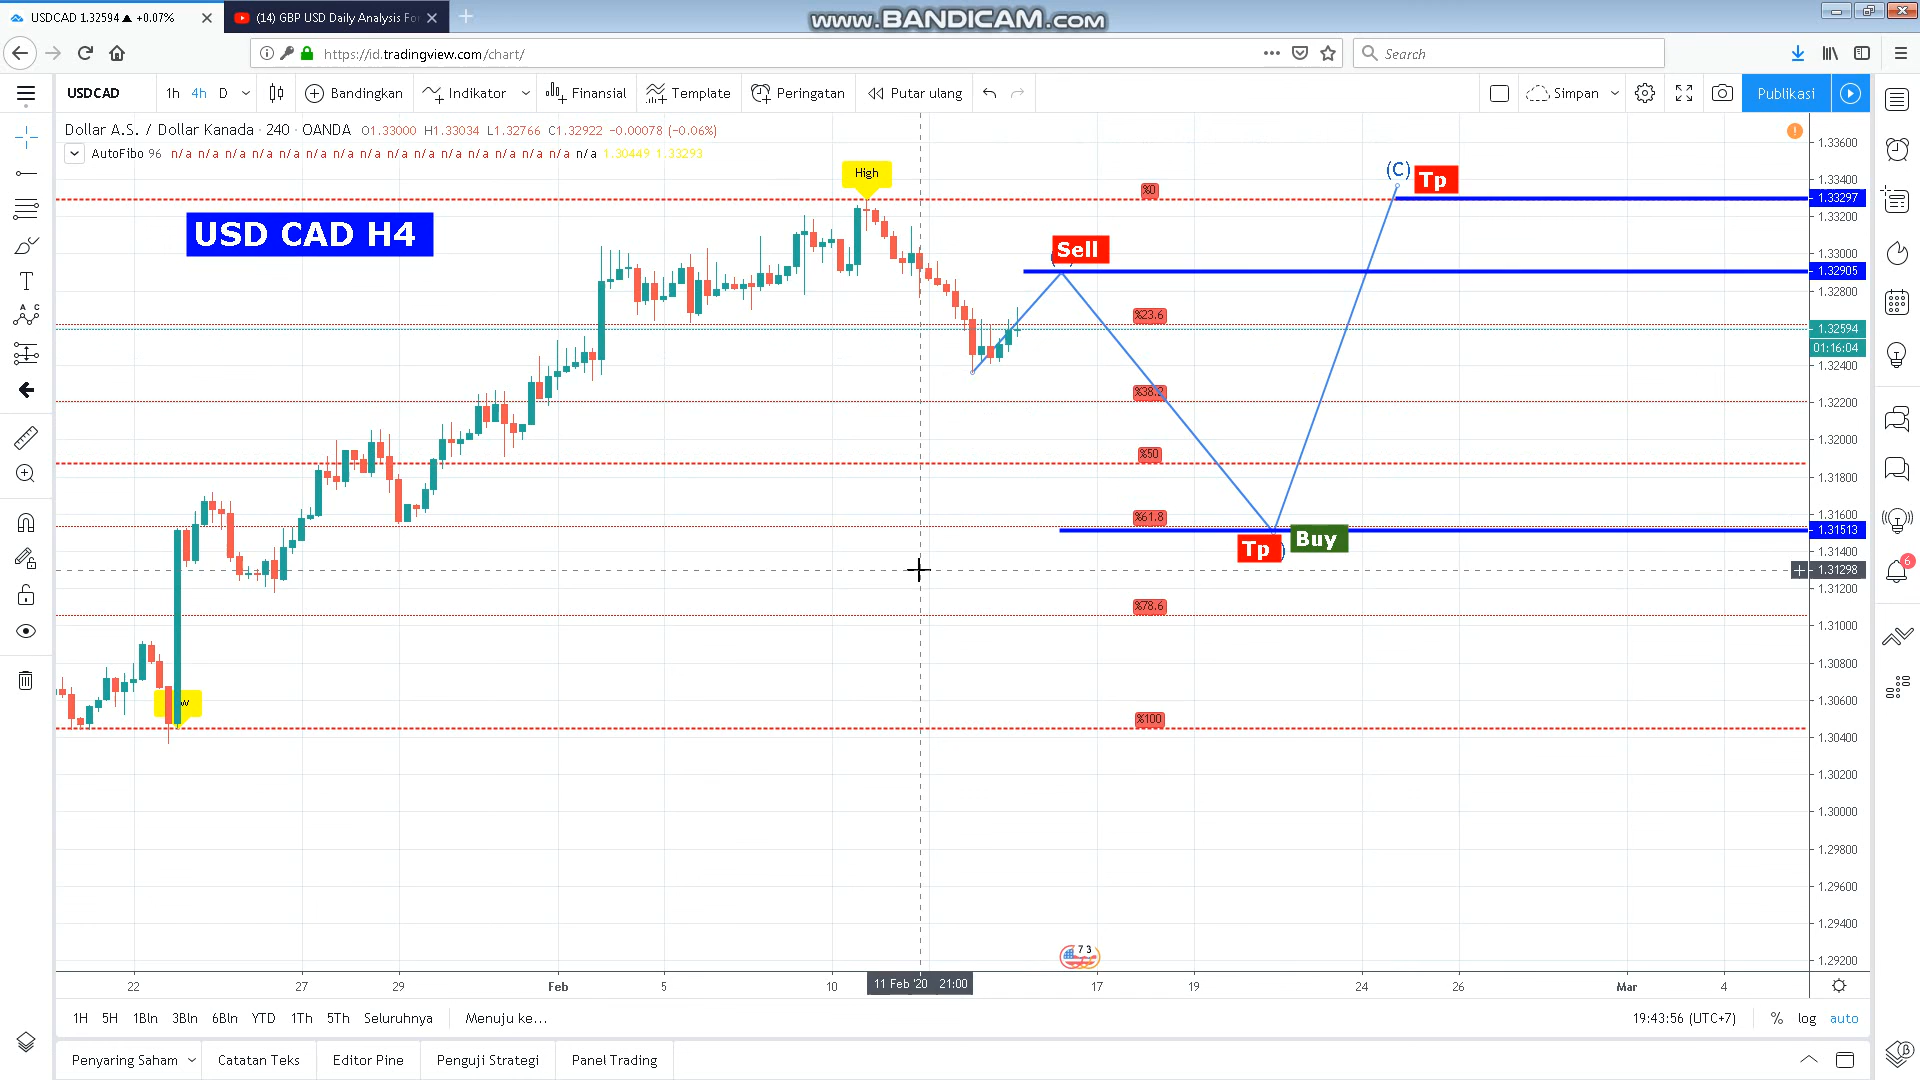 USDCAD 1.32594 ▲ +0.07%
(14) GBP USD Daily Analysis Fo
www.BANDICAM.com
https://id.tradingview.com/chart/
Search
USDCAD 1h 4h D Bandingkan Indikator Finansial Template Peringatan Putar ulang Simpan Publikasi
Dollar A.S. / Dollar Kanada · 240 · OANDA O1.33000 H1.33034 L1.32766 C1.32922 −0.00078 (−0.06%)
AutoFibo 96 n/a n/a n/a n/a n/a n/a n/a n/a n/a n/a n/a n/a n/a n/a n/a n/a 1.30449 1.33293
1.33600
High
(C) Tp
1.33400
%0
1.33297
1.33200
USD CAD H4
Sell
1.33000
1.32905
1.32800
%23.6
1.32594
01:16:04
1.32400
%38.2
1.32200
1.32000
%50
1.31800
%61.8
1.31600
1.31513
Tp
Buy
1.31400
1.31298
1.31200
%78.6
1.31000
1.30800
w
1.30600
%100
1.30400
1.30200
1.30000
1.29800
1.29600
1.29400
7 3
1.29200
22 27 29 Feb 5 10 11 Feb '20 21:00 17 19 24 26 Mar 4
1H 5H 1Bln 3Bln 6Bln YTD 1Th 5Th Seluruhnya Menuju ke... 19:43:56 (UTC+7) % log auto
Penyaring Saham Catatan Teks Editor Pine Penguji Strategi Panel Trading
6